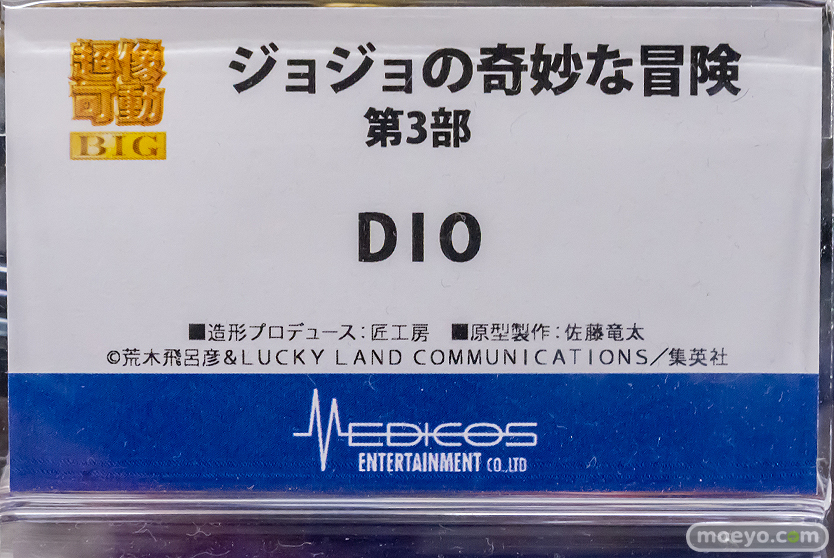 超像
可動
BIG
ジョジョの奇妙な冒険
第3部
DIO
■造形プロデュース:匠工房 ■原型製作:佐藤竜太
©荒木飛呂彦&LUCKY LAND COMMUNICATIONS/集英社
MEDICOS
ENTERTAINMENT CO.,LTD
moeyo.com